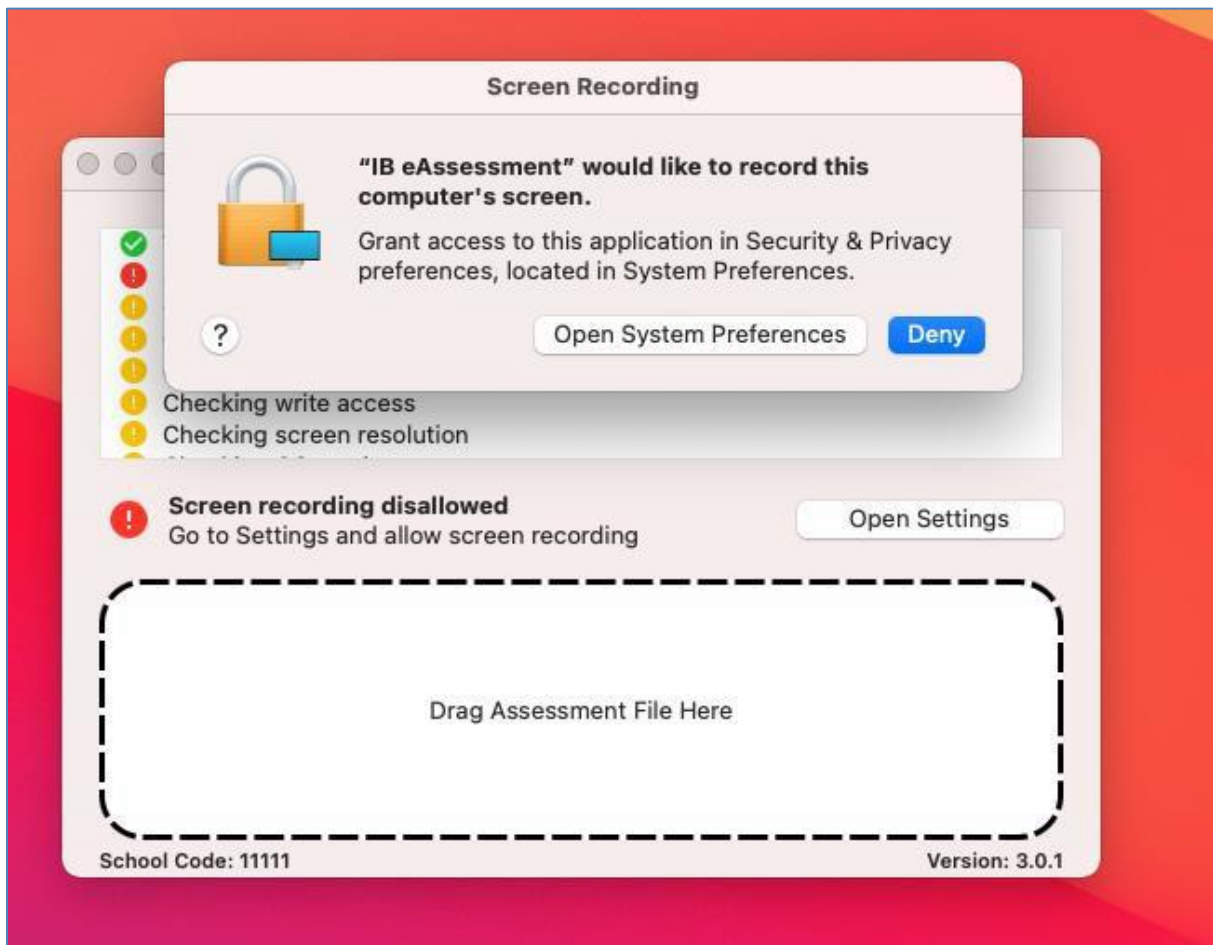 Screen Recording
“IB eAssessment” would like to record this
computer's screen.
Grant access to this application in Security & Privacy
preferences, located in System Preferences.
?
Open System Preferences
Deny
Checking write access
Checking screen resolution
Screen recording disallowed
Go to Settings and allow screen recording
Open Settings
Drag Assessment File Here
School Code: 11111
Version: 3.0.1